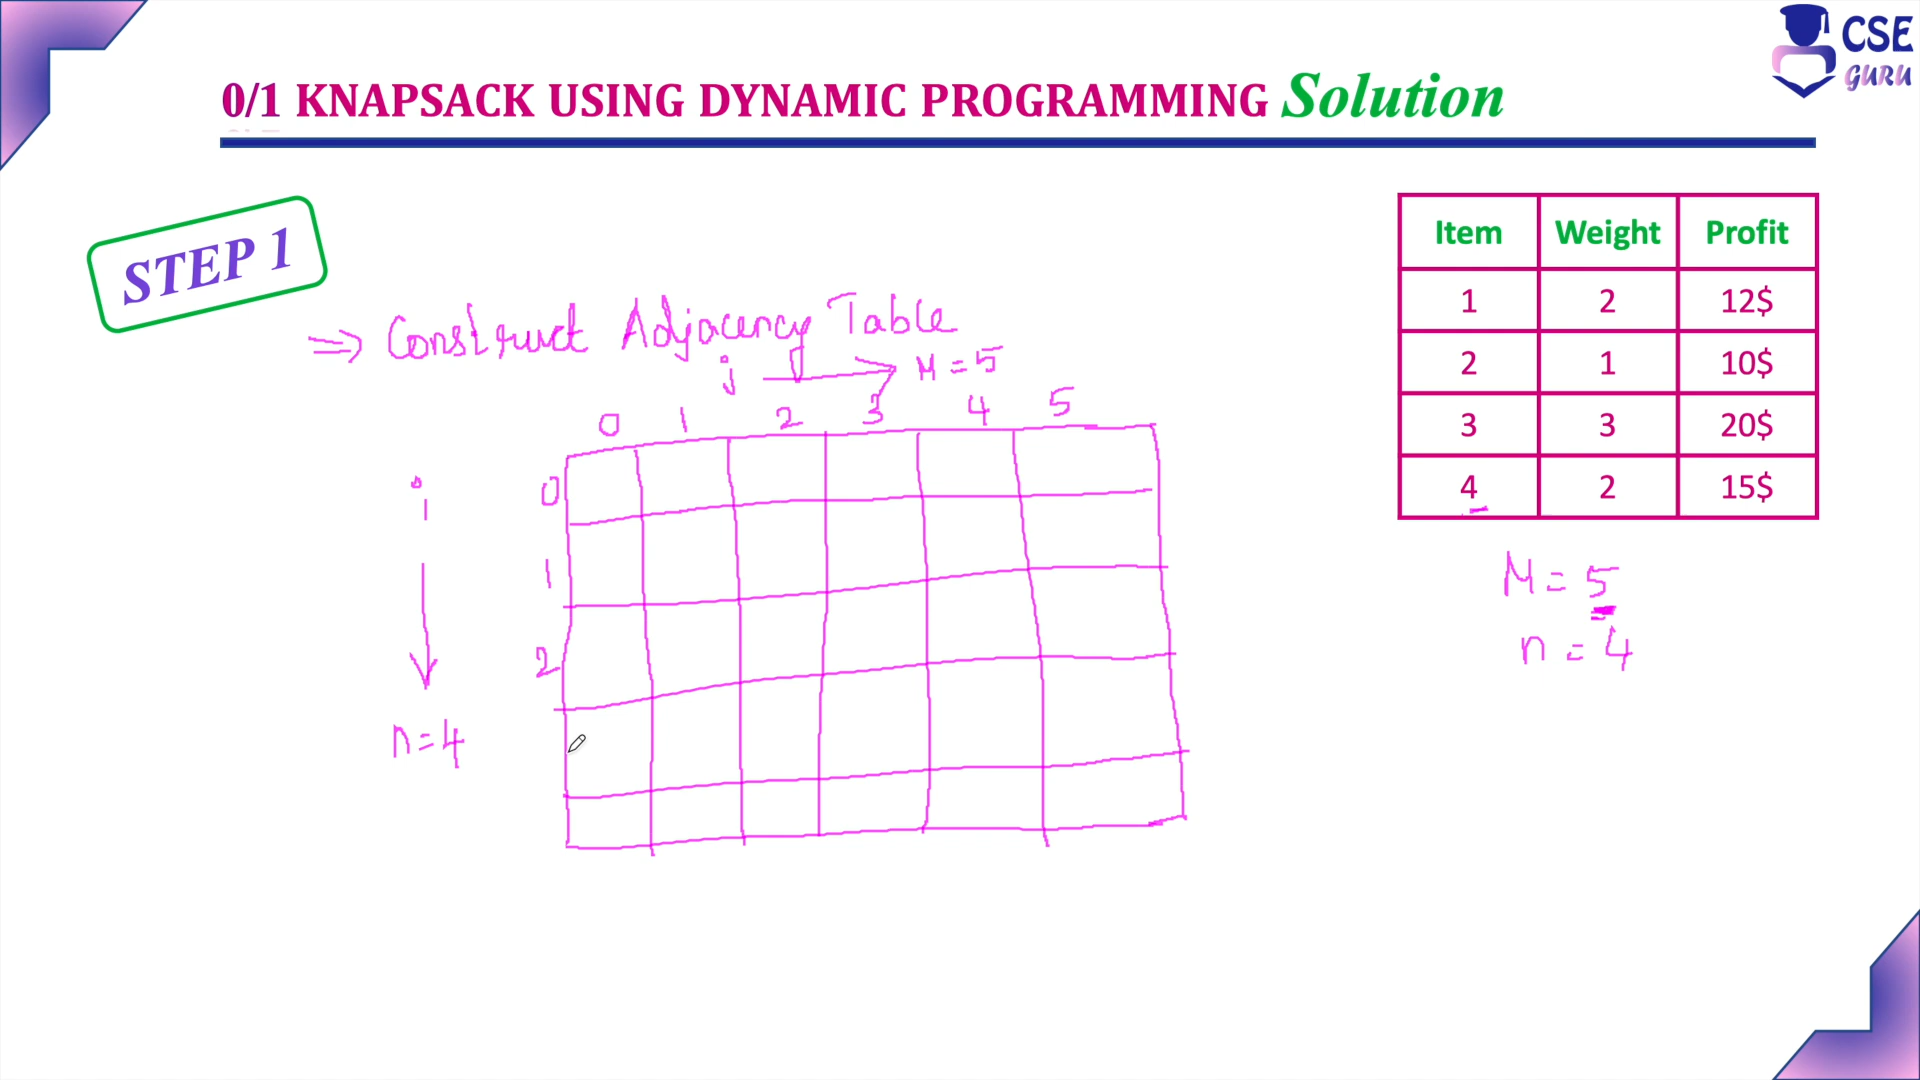 CSE
GURU
0/1 KNAPSACK USING DYNAMIC PROGRAMMING Solution
STEP 1
⇒ Construct Adjacency Table
j → M = 5
0 1 2 3 4 5
i
n=4
0
1
2
Item Weight Profit
1 2 12$
2 1 10$
3 3 20$
4 2 15$
M = 5
n = 4